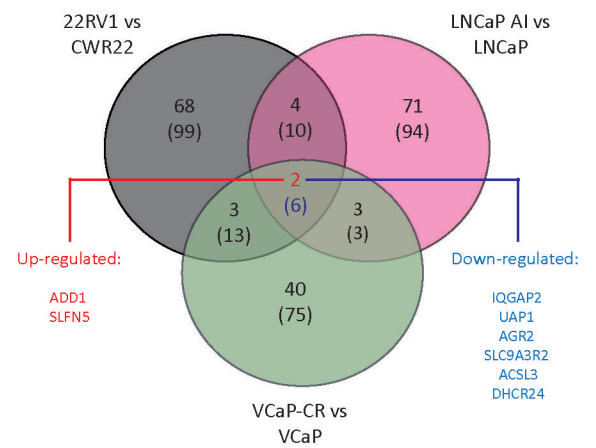 22RV1 vs
CWR22
LNCaP AI vs
LNCaP
68
(99)
4
(10)
71
(94)
2
(6)
3
(13)
3
(3)
Up-regulated:
ADD1
SLFN5
Down-regulated:
IQGAP2
UAP1
AGR2
SLC9A3R2
ACSL3
DHCR24
40
(75)
VCaP-CR vs
VCaP